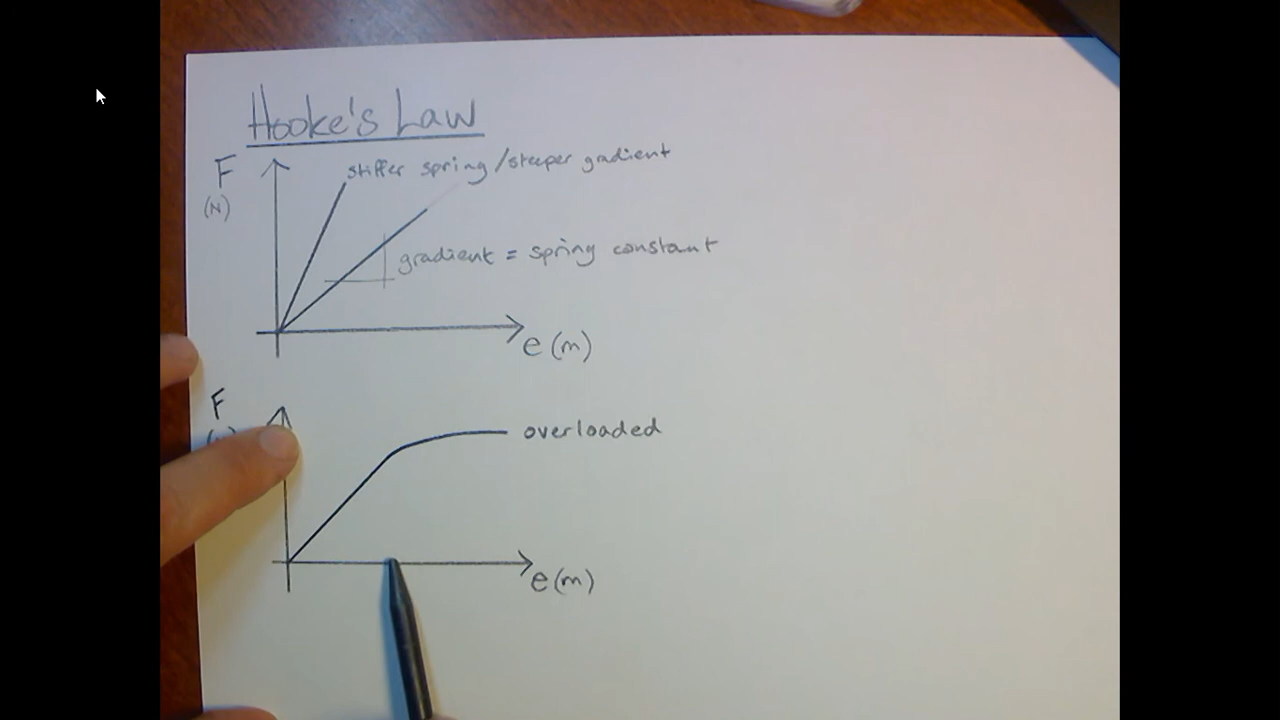 Hooke's Law
F
(N)
stiffer spring/steeper gradient
gradient = spring constant
e (m)
F
overloaded
e (m)